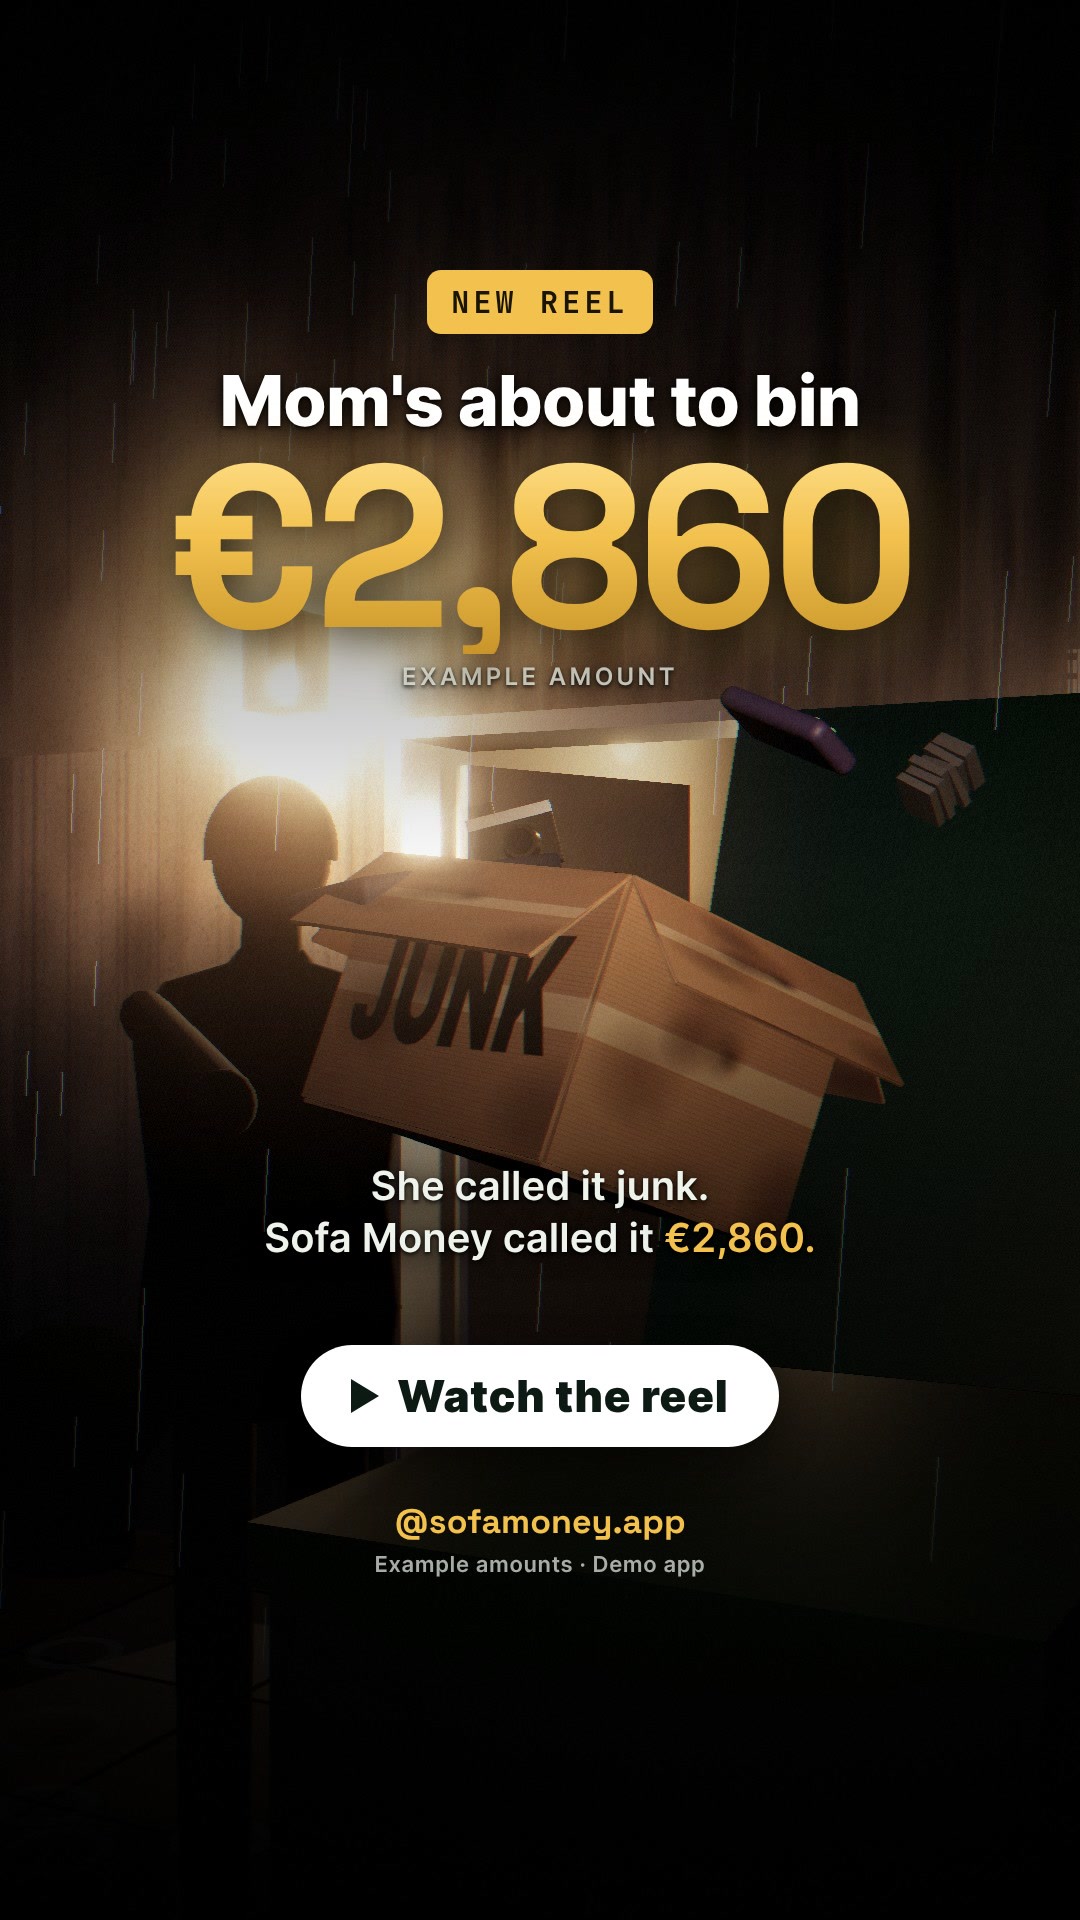 NEW REEL
Mom's about to bin
€2,860
EXAMPLE AMOUNT
JUNK
She called it junk.
Sofa Money called it €2,860.
▶ Watch the reel
@sofamoney.app
Example amounts · Demo app